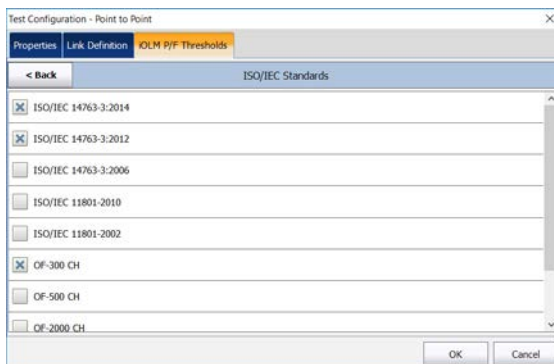 Test Configuration - Point to Point
Properties Link Definition iOLM P/F Thresholds
< Back ISO/IEC Standards
ISO/IEC 14763-3:2014
ISO/IEC 14763-3:2012
ISO/IEC 14763-3:2006
ISO/IEC 11801-2010
ISO/IEC 11801-2002
OF-300 CH
OF-500 CH
OF-2000 CH
OK Cancel